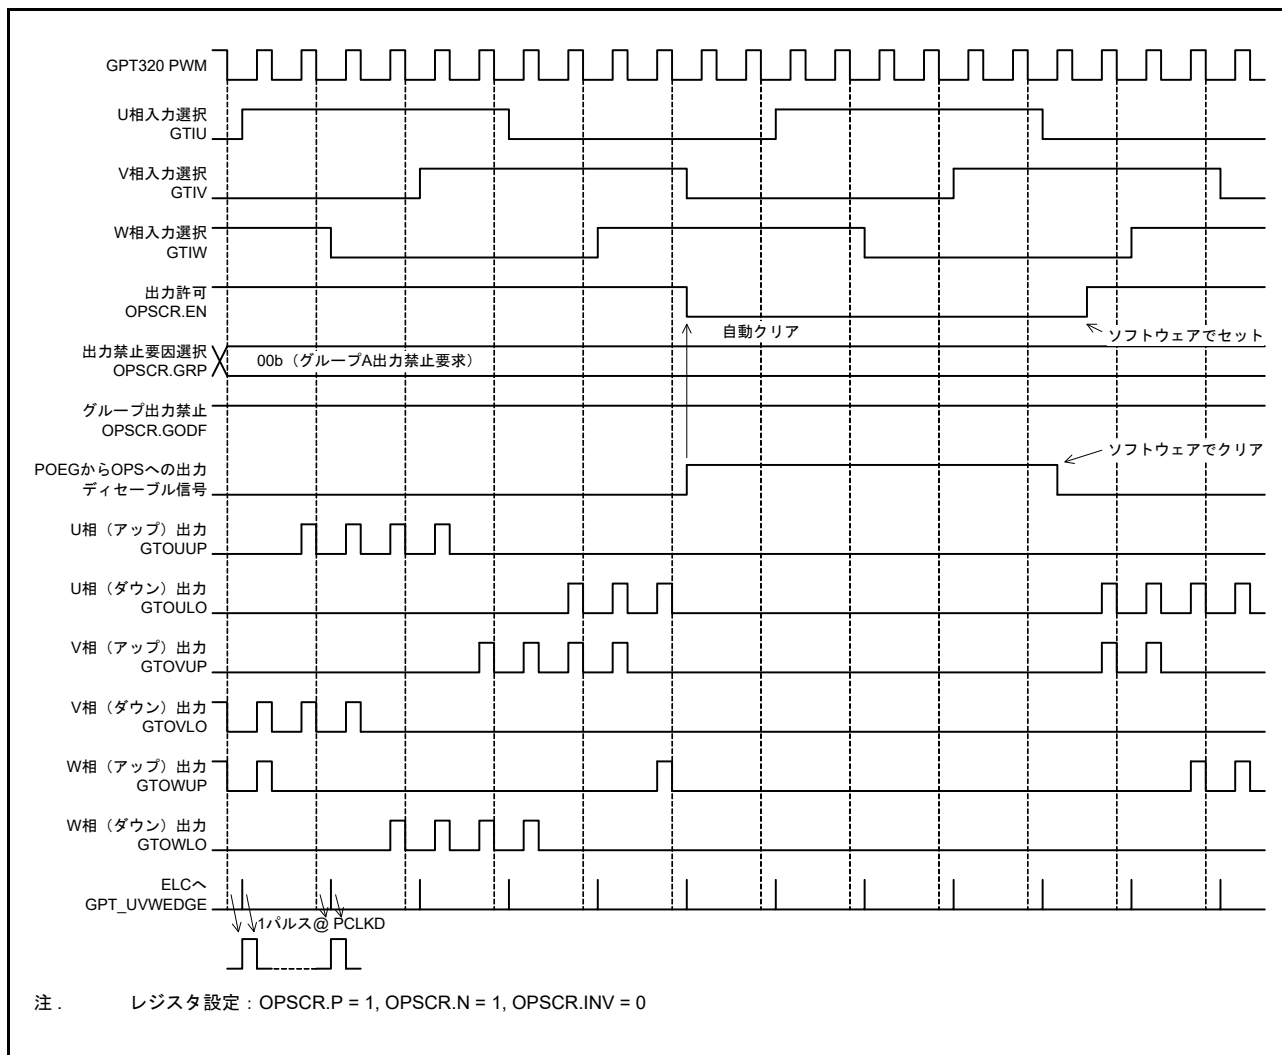 GPT320 PWM
U相入力選択
GTIU
V相入力選択
GTIV
W相入力選択
GTIW
出力許可
OPSCR.EN
自動クリア
ソフトウェアでセット
出力禁止要因選択
OPSCR.GRP
00b（グループA出力禁止要求）
グループ出力禁止
OPSCR.GODF
ソフトウェアでクリア
POEGからOPSへの出力
ディセーブル信号
U相（アップ）出力
GTOUUP
U相（ダウン）出力
GTOULO
V相（アップ）出力
GTOVUP
V相（ダウン）出力
GTOVLO
W相（アップ）出力
GTOWUP
W相（ダウン）出力
GTOWLO
ELCへ
GPT_UVWEDGE
1パルス@ PCLKD
注． レジスタ設定：OPSCR.P = 1, OPSCR.N = 1, OPSCR.INV = 0